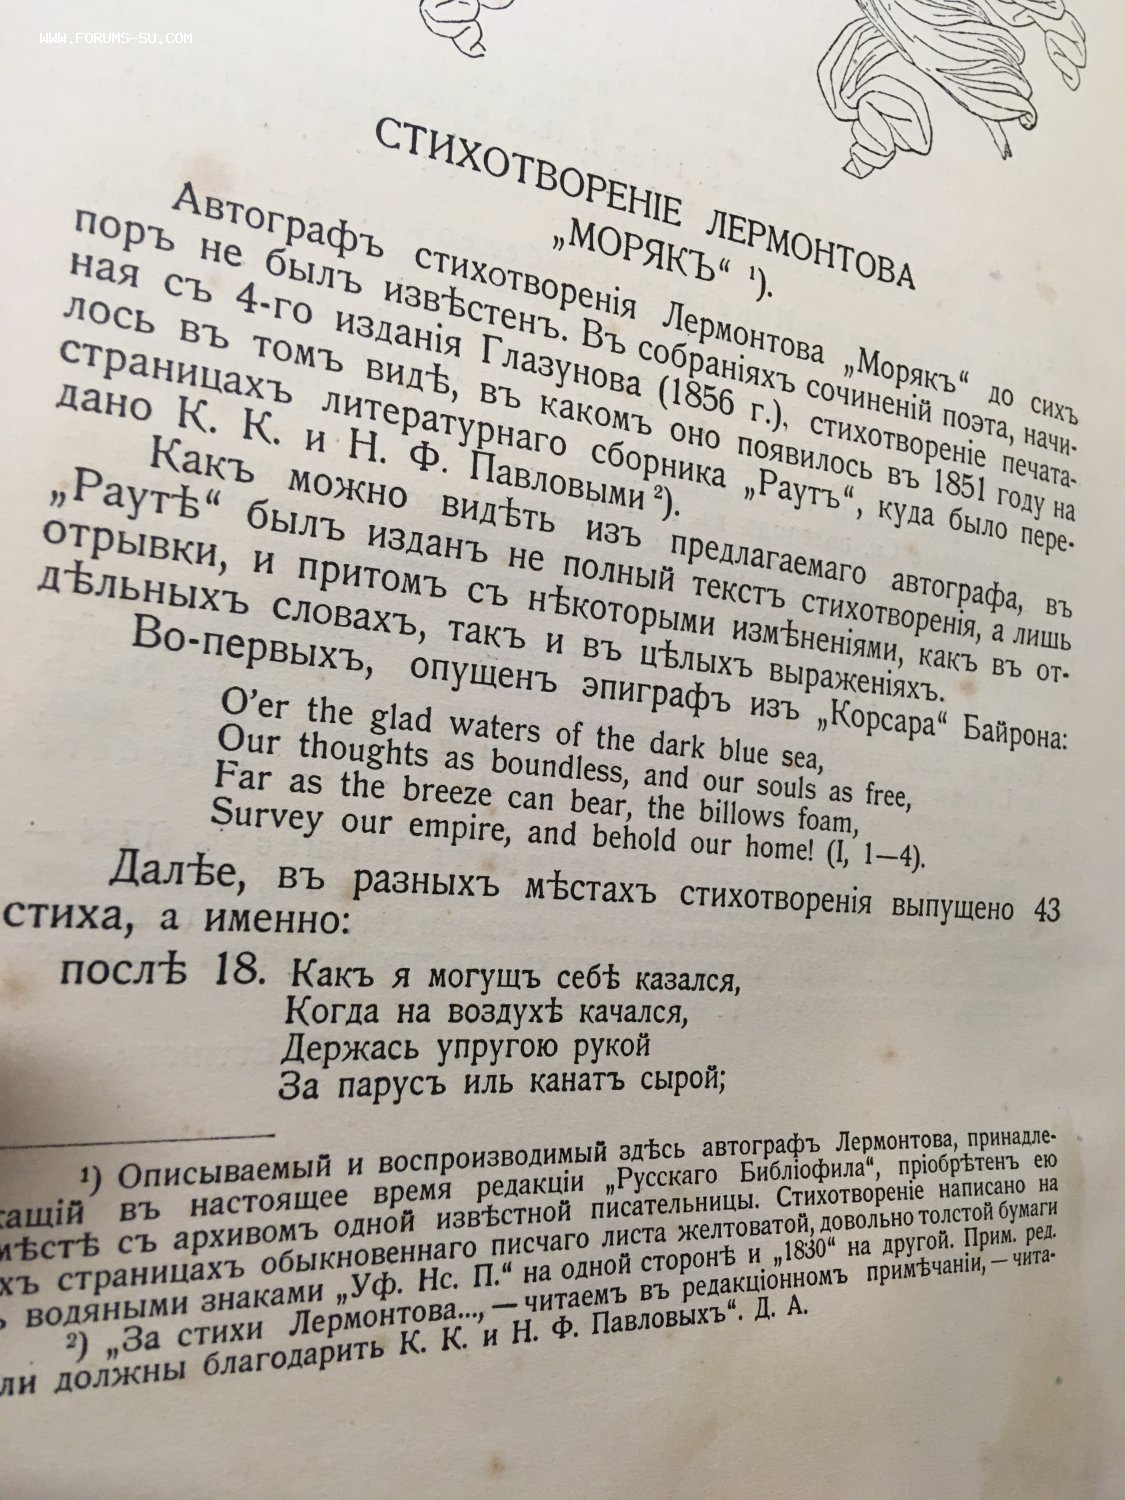 WWW.FORUMS-SU.COM
СТИХОТВОРЕНІЕ ЛЕРМОНТОВА
„МОРЯКЪ“ ¹).
Автографъ стихотворенія Лермонтова „Морякъ“ до сихъ
поръ не былъ извѣстенъ. Въ собраніяхъ сочиненій поэта, начи-
ная съ 4-го изданія Глазунова (1856 г.), стихотвореніе печата-
лось въ томъ видѣ, въ какомъ оно появилось въ 1851 году на
страницахъ литературнаго сборника „Раутъ“, куда было пере-
дано К. К. и Н. Ф. Павловыми ²).
Какъ можно видѣть изъ предлагаемаго автографа, въ
„Раутѣ“ былъ изданъ не полный текстъ стихотворенія, а лишь
отрывки, и притомъ съ нѣкоторыми измѣненіями, какъ въ от-
дѣльныхъ словахъ, такъ и въ цѣлыхъ выраженіяхъ.
Во-первыхъ, опущенъ эпиграфъ изъ „Корсара“ Байрона:
O’er the glad waters of the dark blue sea,
Our thoughts as boundless, and our souls as free,
Far as the breeze can bear, the billows foam,
Survey our empire, and behold our home! (I, 1—4).
Далѣе, въ разныхъ мѣстахъ стихотворенія выпущено 43
стиха, а именно:
послѣ 18. Какъ я могущъ себѣ казался,
Когда на воздухѣ качался,
Держась упругою рукой
За парусъ иль канатъ сырой;
¹) Описываемый и воспроизводимый здѣсь автографъ Лермонтова, принадле-
жащій въ настоящее время редакціи „Русскаго Библіофила“, пріобрѣтенъ ею
мѣстѣ съ архивомъ одной извѣстной писательницы. Стихотвореніе написано на
хъ страницахъ обыкновеннаго писчаго листа желтоватой, довольно толстой бумаги
ъ водяными знаками „Уф. Нс. П.“ на одной сторонѣ и „1830“ на другой. Прим. ред.
²) „За стихи Лермонтова..., — читаемъ въ редакціонномъ примѣчаніи, — чита-
ли должны благодарить К. К. и Н. Ф. Павловыхъ“. Д. А.